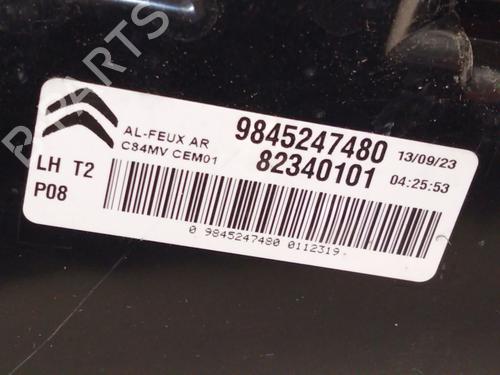 B-PARTS
AL-FEUX AR 9845247480 13/09/23
C34MV CEM01 82340101 04:25:53
LH T2
P08
0 9845247480 0112319